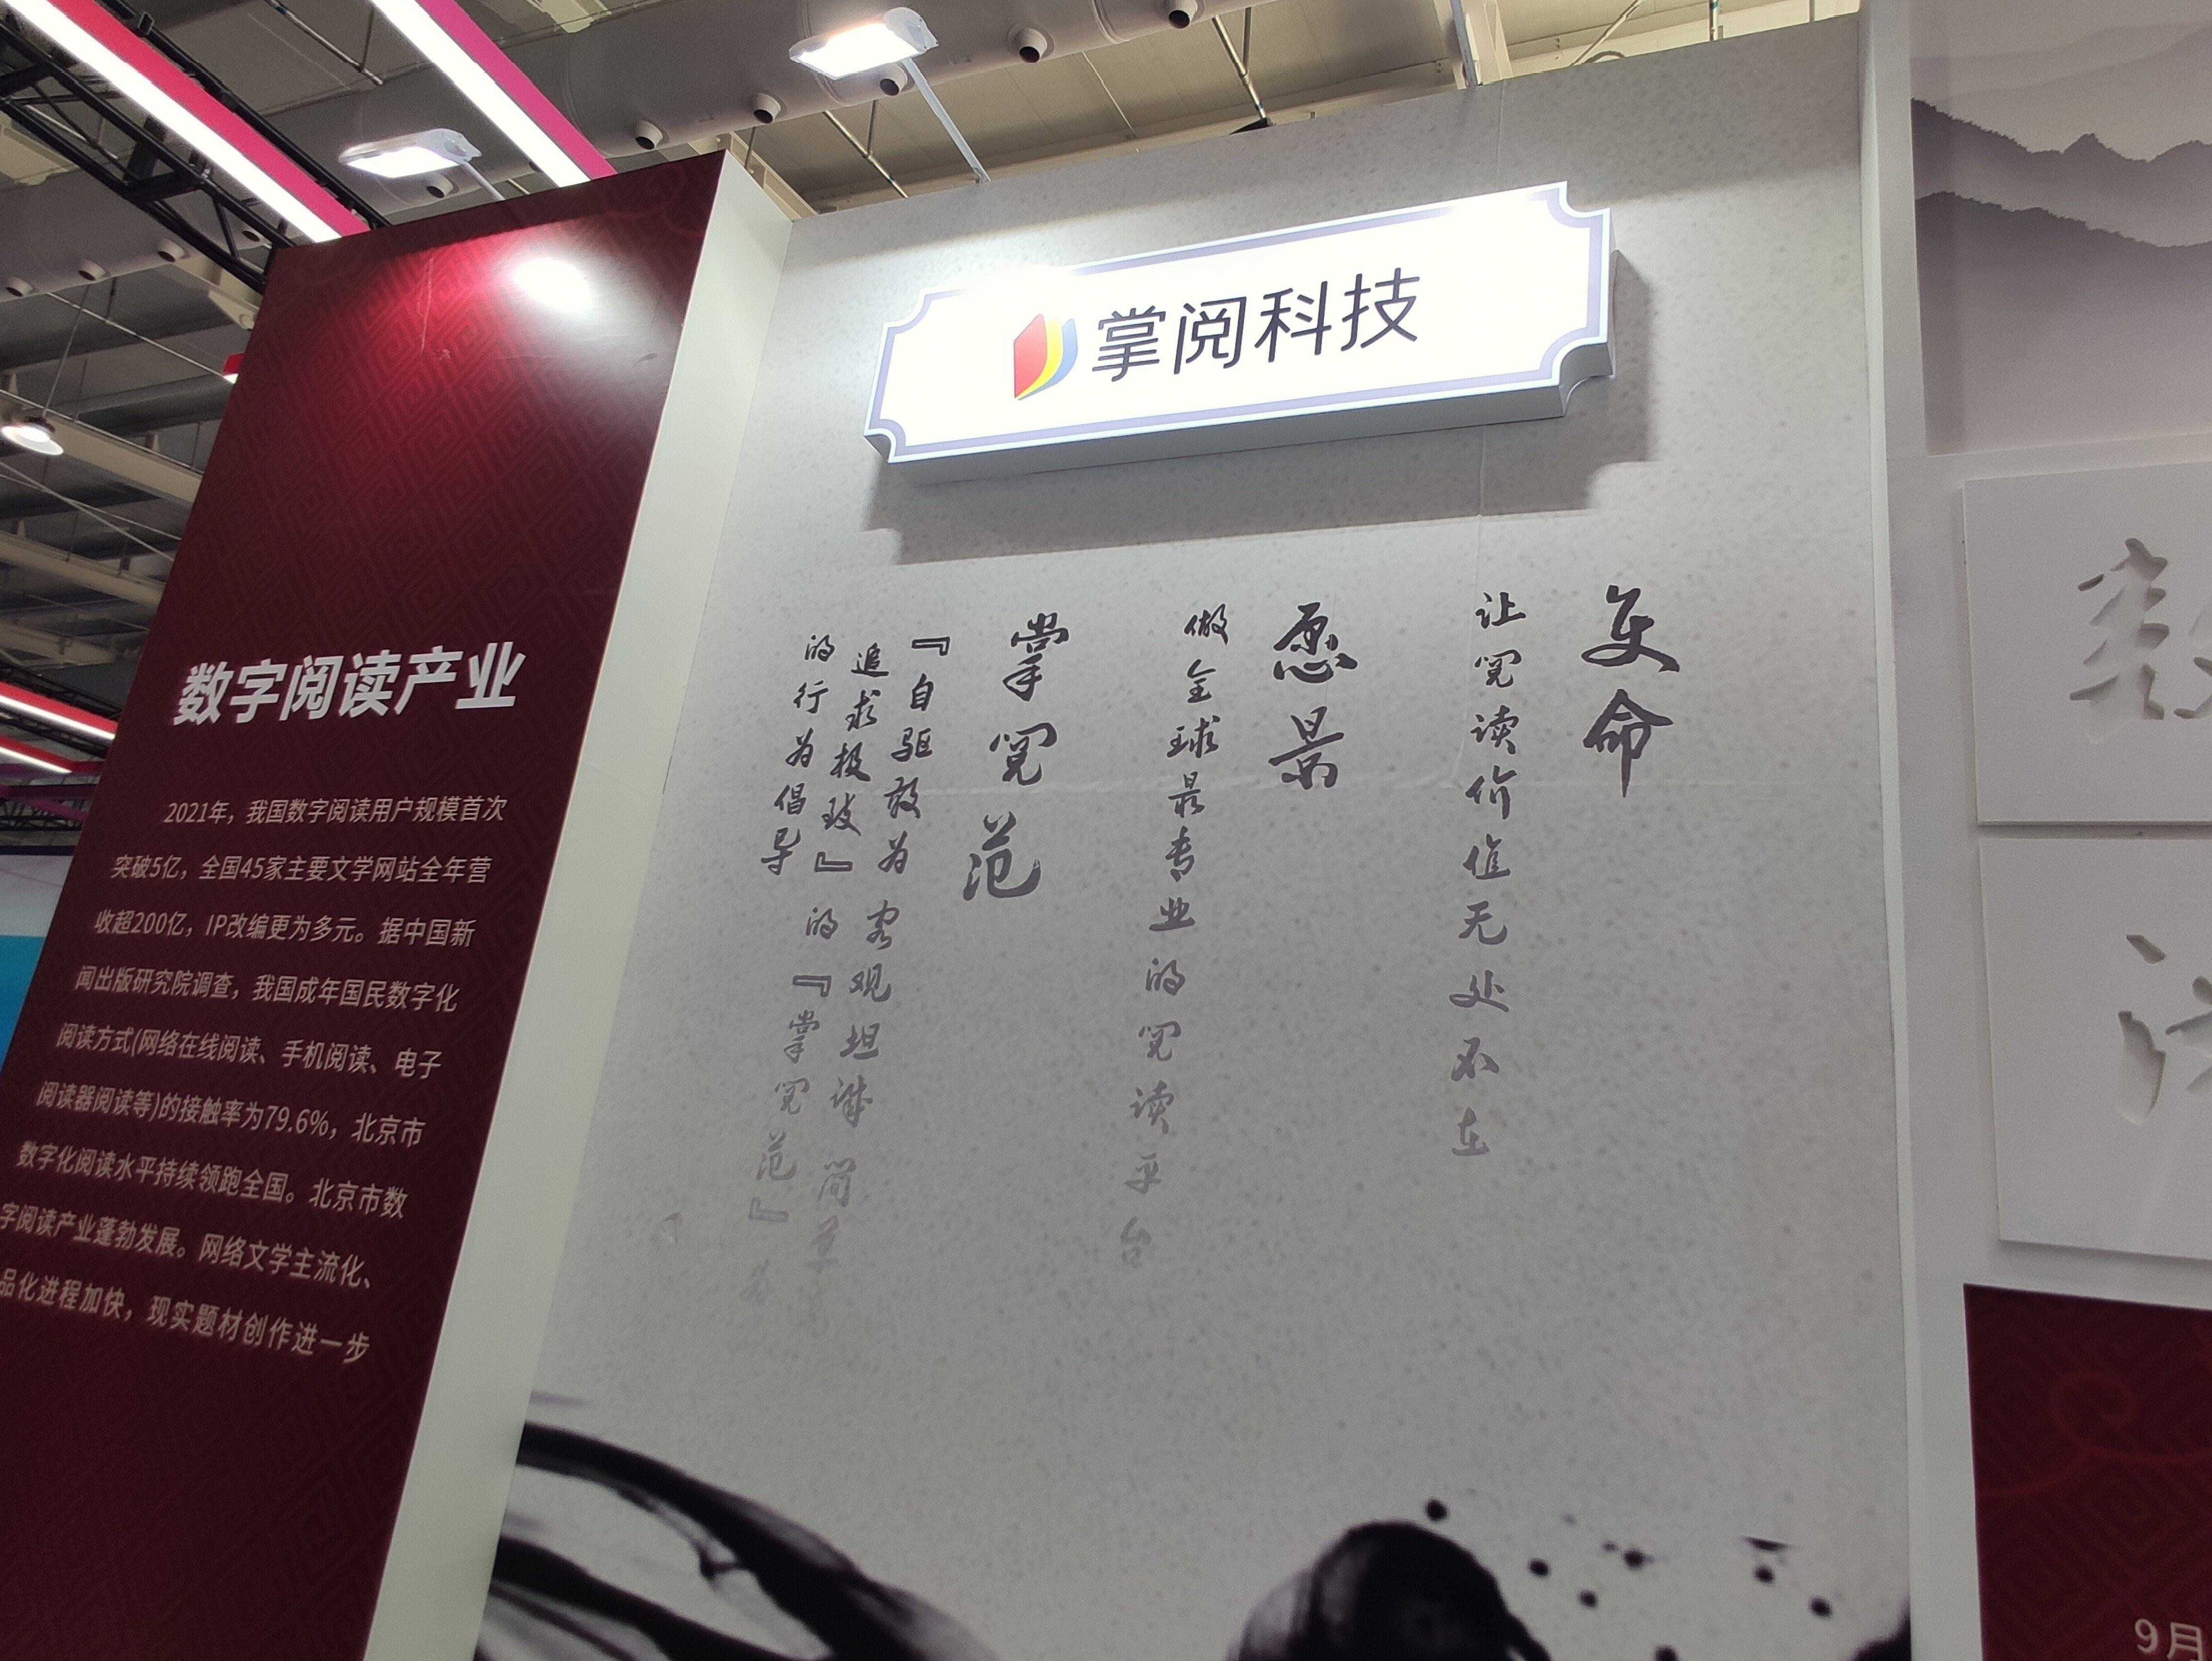 掌阅科技
使命
让阅读价值无处不在
愿景
做全球最专业的阅读平台
掌阅范
『自驱敢为 客观坦诚 简单
追求极致』的『掌阅范』
的行为倡导
数字阅读产业
2021年，我国数字阅读用户规模首次
突破5亿，全国45家主要文学网站全年营
收超200亿，IP改编更为多元。据中国新
闻出版研究院调查，我国成年国民数字化
阅读方式(网络在线阅读、手机阅读、电子
阅读器阅读等)的接触率为79.6%，北京市
数字化阅读水平持续领跑全国。北京市数
字阅读产业蓬勃发展。网络文学主流化、
品化进程加快，现实题材创作进一步
数
9月